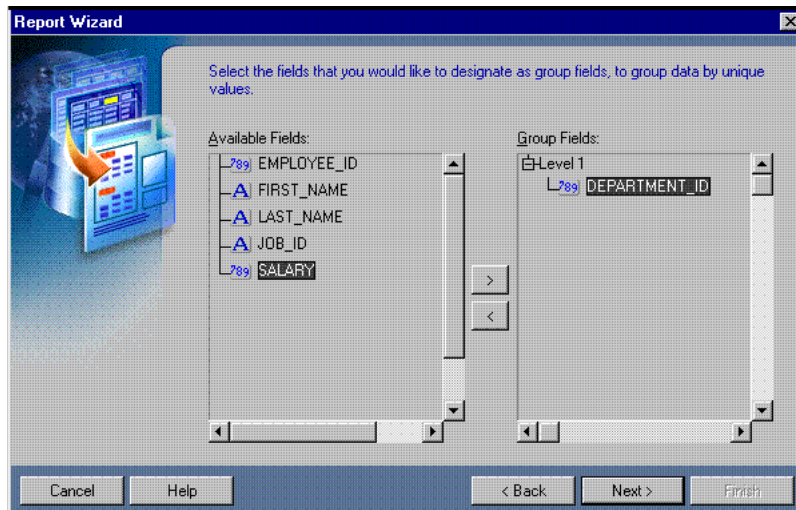 Report Wizard
Select the fields that you would like to designate as group fields, to group data by unique
values.
Available Fields:
Group Fields:
789 EMPLOYEE_ID
A FIRST_NAME
A LAST_NAME
A JOB_ID
789 SALARY
Level 1
789 DEPARTMENT_ID
>
<
Cancel
Help
< Back
Next >
Finish